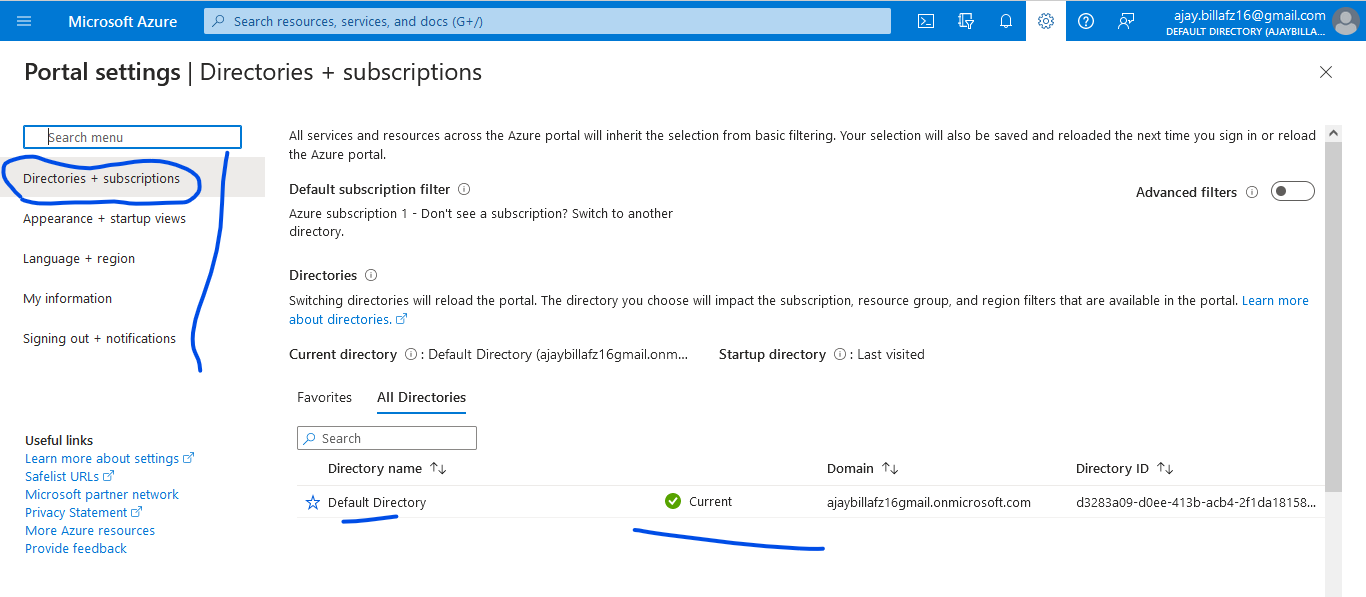 Microsoft Azure
Search resources, services, and docs (G+/)
ajay.billafz16@gmail.com
DEFAULT DIRECTORY (AJAYBILLA...
Portal settings | Directories + subscriptions
Search menu
Directories + subscriptions
Appearance + startup views
Language + region
My information
Signing out + notifications
Useful links
Learn more about settings
Safelist URLs
Microsoft partner network
Privacy Statement
More Azure resources
Provide feedback
All services and resources across the Azure portal will inherit the selection from basic filtering. Your selection will also be saved and reloaded the next time you sign in or reload
the Azure portal.
Default subscription filter
Advanced filters
Azure subscription 1 - Don't see a subscription? Switch to another
directory.
Directories
Switching directories will reload the portal. The directory you choose will impact the subscription, resource group, and region filters that are available in the portal. Learn more
about directories.
Current directory : Default Directory (ajaybillafz16gmail.onm... Startup directory : Last visited
Favorites All Directories
Search
Directory name Domain Directory ID
Default Directory Current ajaybillafz16gmail.onmicrosoft.com d3283a09-d0ee-413b-acb4-2f1da18158...